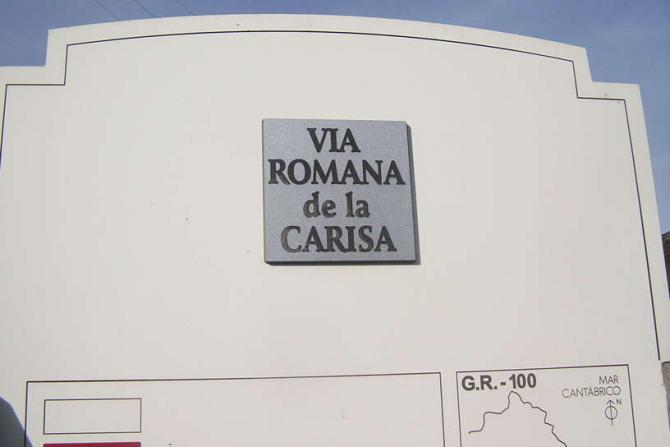 VIA
ROMANA
de la
CARISA
G.R.-100
MAR
CANTÁBRICO
N